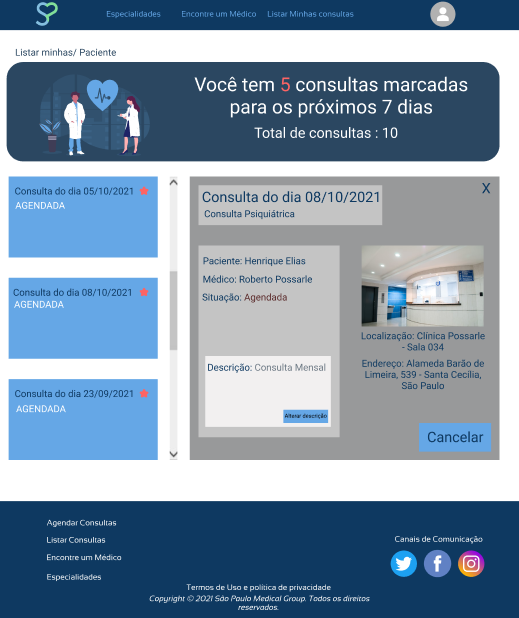 Especialidades
Encontre um Médico
Listar Minhas consultas
Listar minhas/ Paciente
Você tem 5 consultas marcadas
para os próximos 7 dias
Total de consultas : 10
Consulta do dia 05/10/2021
AGENDADA
Consulta do dia 08/10/2021
AGENDADA
Consulta do dia 23/09/2021
AGENDADA
X
Consulta do dia 08/10/2021
Consulta Psiquiátrica
Paciente: Henrique Elias
Médico: Roberto Possarle
Situação: Agendada
Descrição: Consulta Mensal
Alterar descrição
Localização: Clínica Possarle
- Sala 034
Endereço: Alameda Barão de
Limeira, 539 - Santa Cecília,
São Paulo
Cancelar
Agendar Consultas
Listar Consultas
Encontre um Médico
Especialidades
Canais de Comunicação
Termos de Uso e política de privacidade
Copyright © 2021 São Paulo Medical Group. Todos os direitos
reservados.